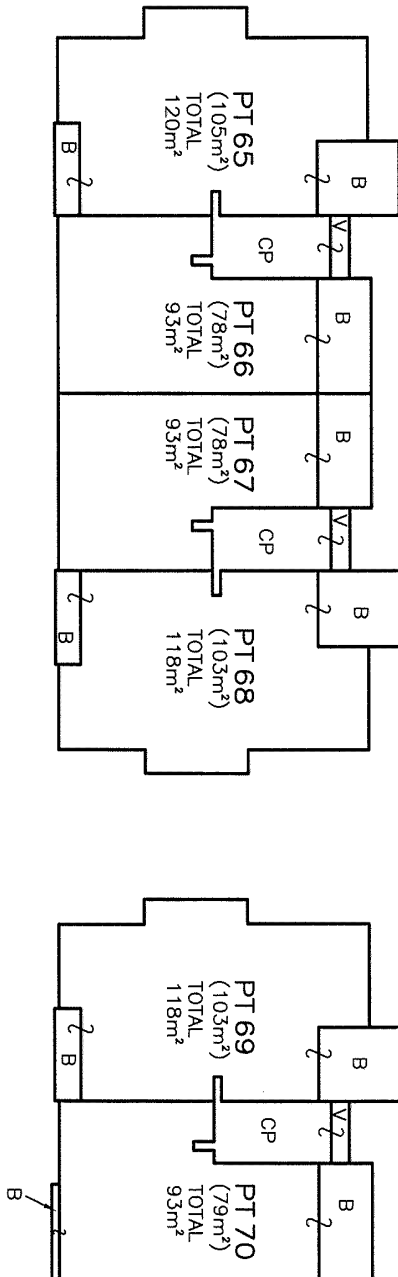 PT 65
(105m²)
TOTAL
120m²
B
B
V
CP
PT 66
(78m²)
TOTAL
93m²
B
PT 67
(78m²)
TOTAL
93m²
B
V
CP
PT 68
(103m²)
TOTAL
118m²
B
B
PT 69
(103m²)
TOTAL
118m²
B
B
V
CP
PT 70
(79m²)
TOTAL
93m²
B
B